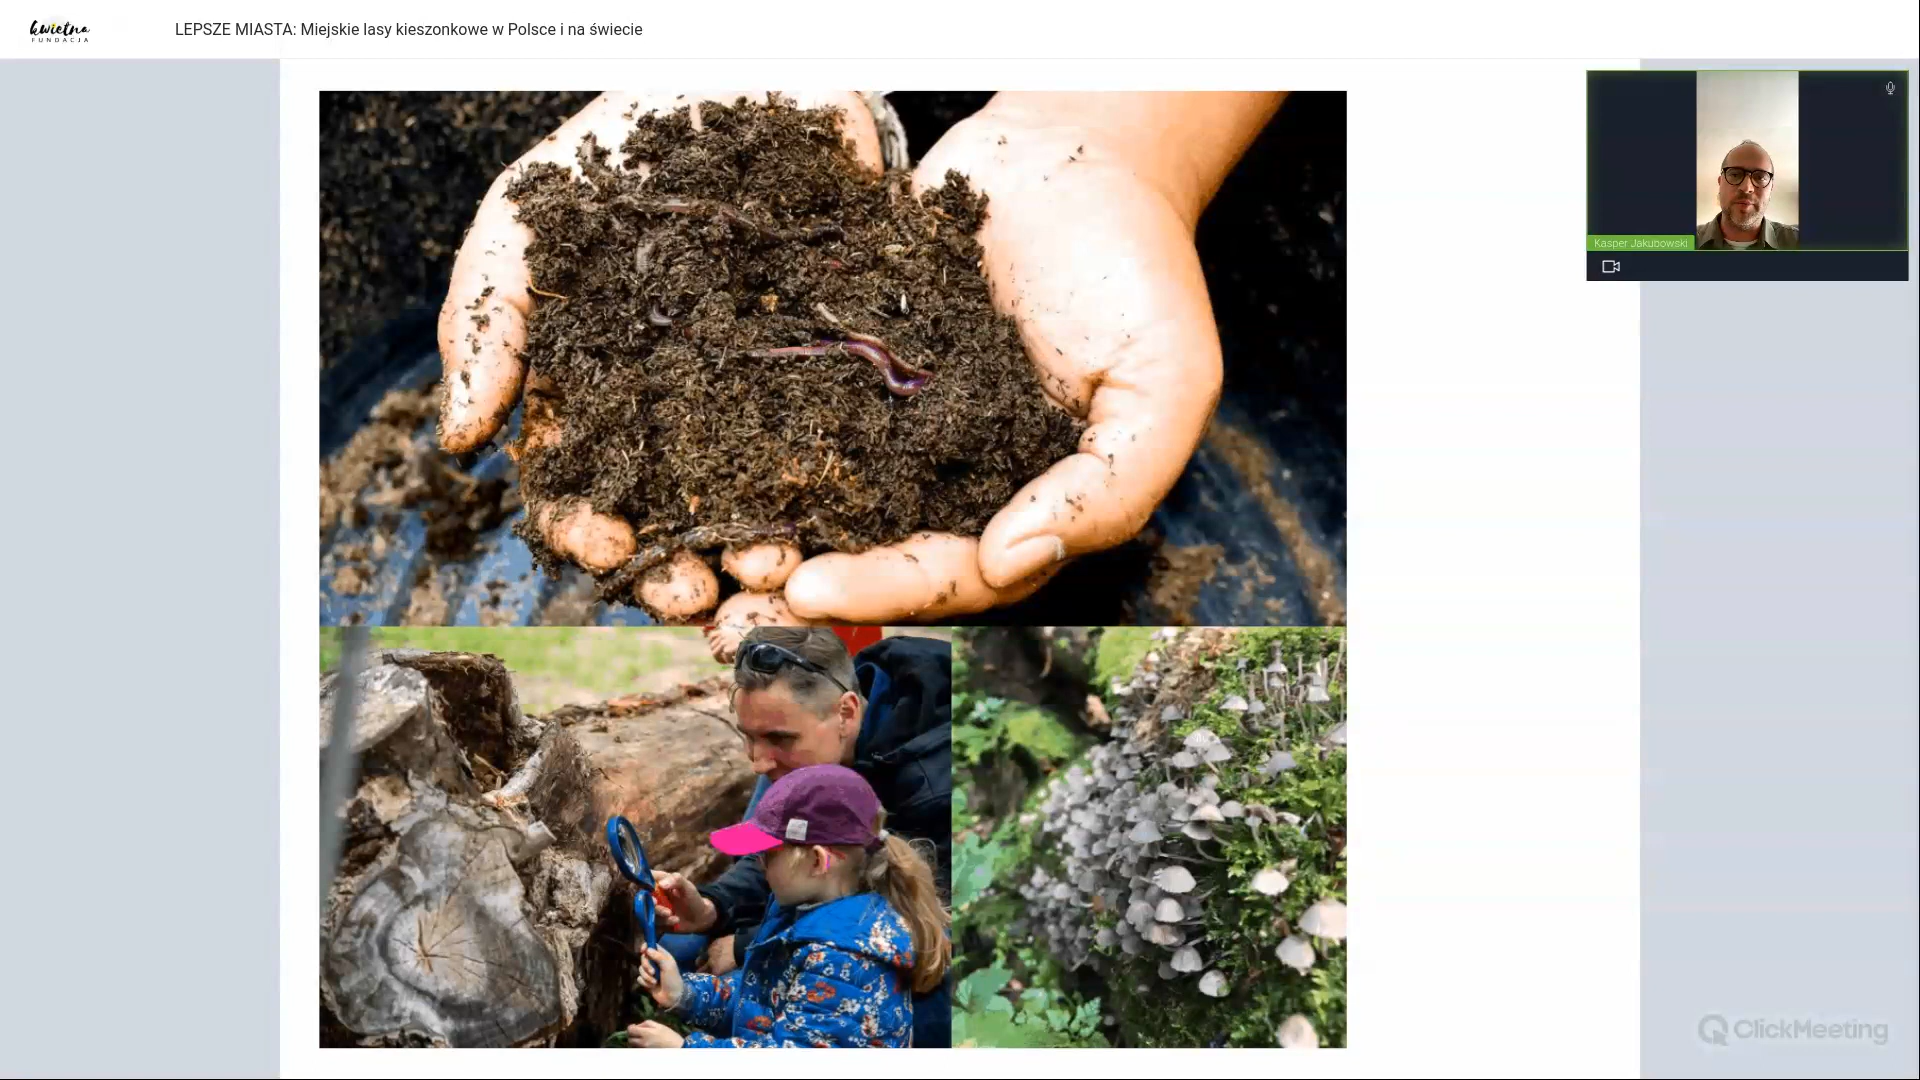 kwietna
FUNDACJA
LEPSZE MIASTA: Miejskie lasy kieszonkowe w Polsce i na świecie
Kasper Jakubowski
ClickMeeting